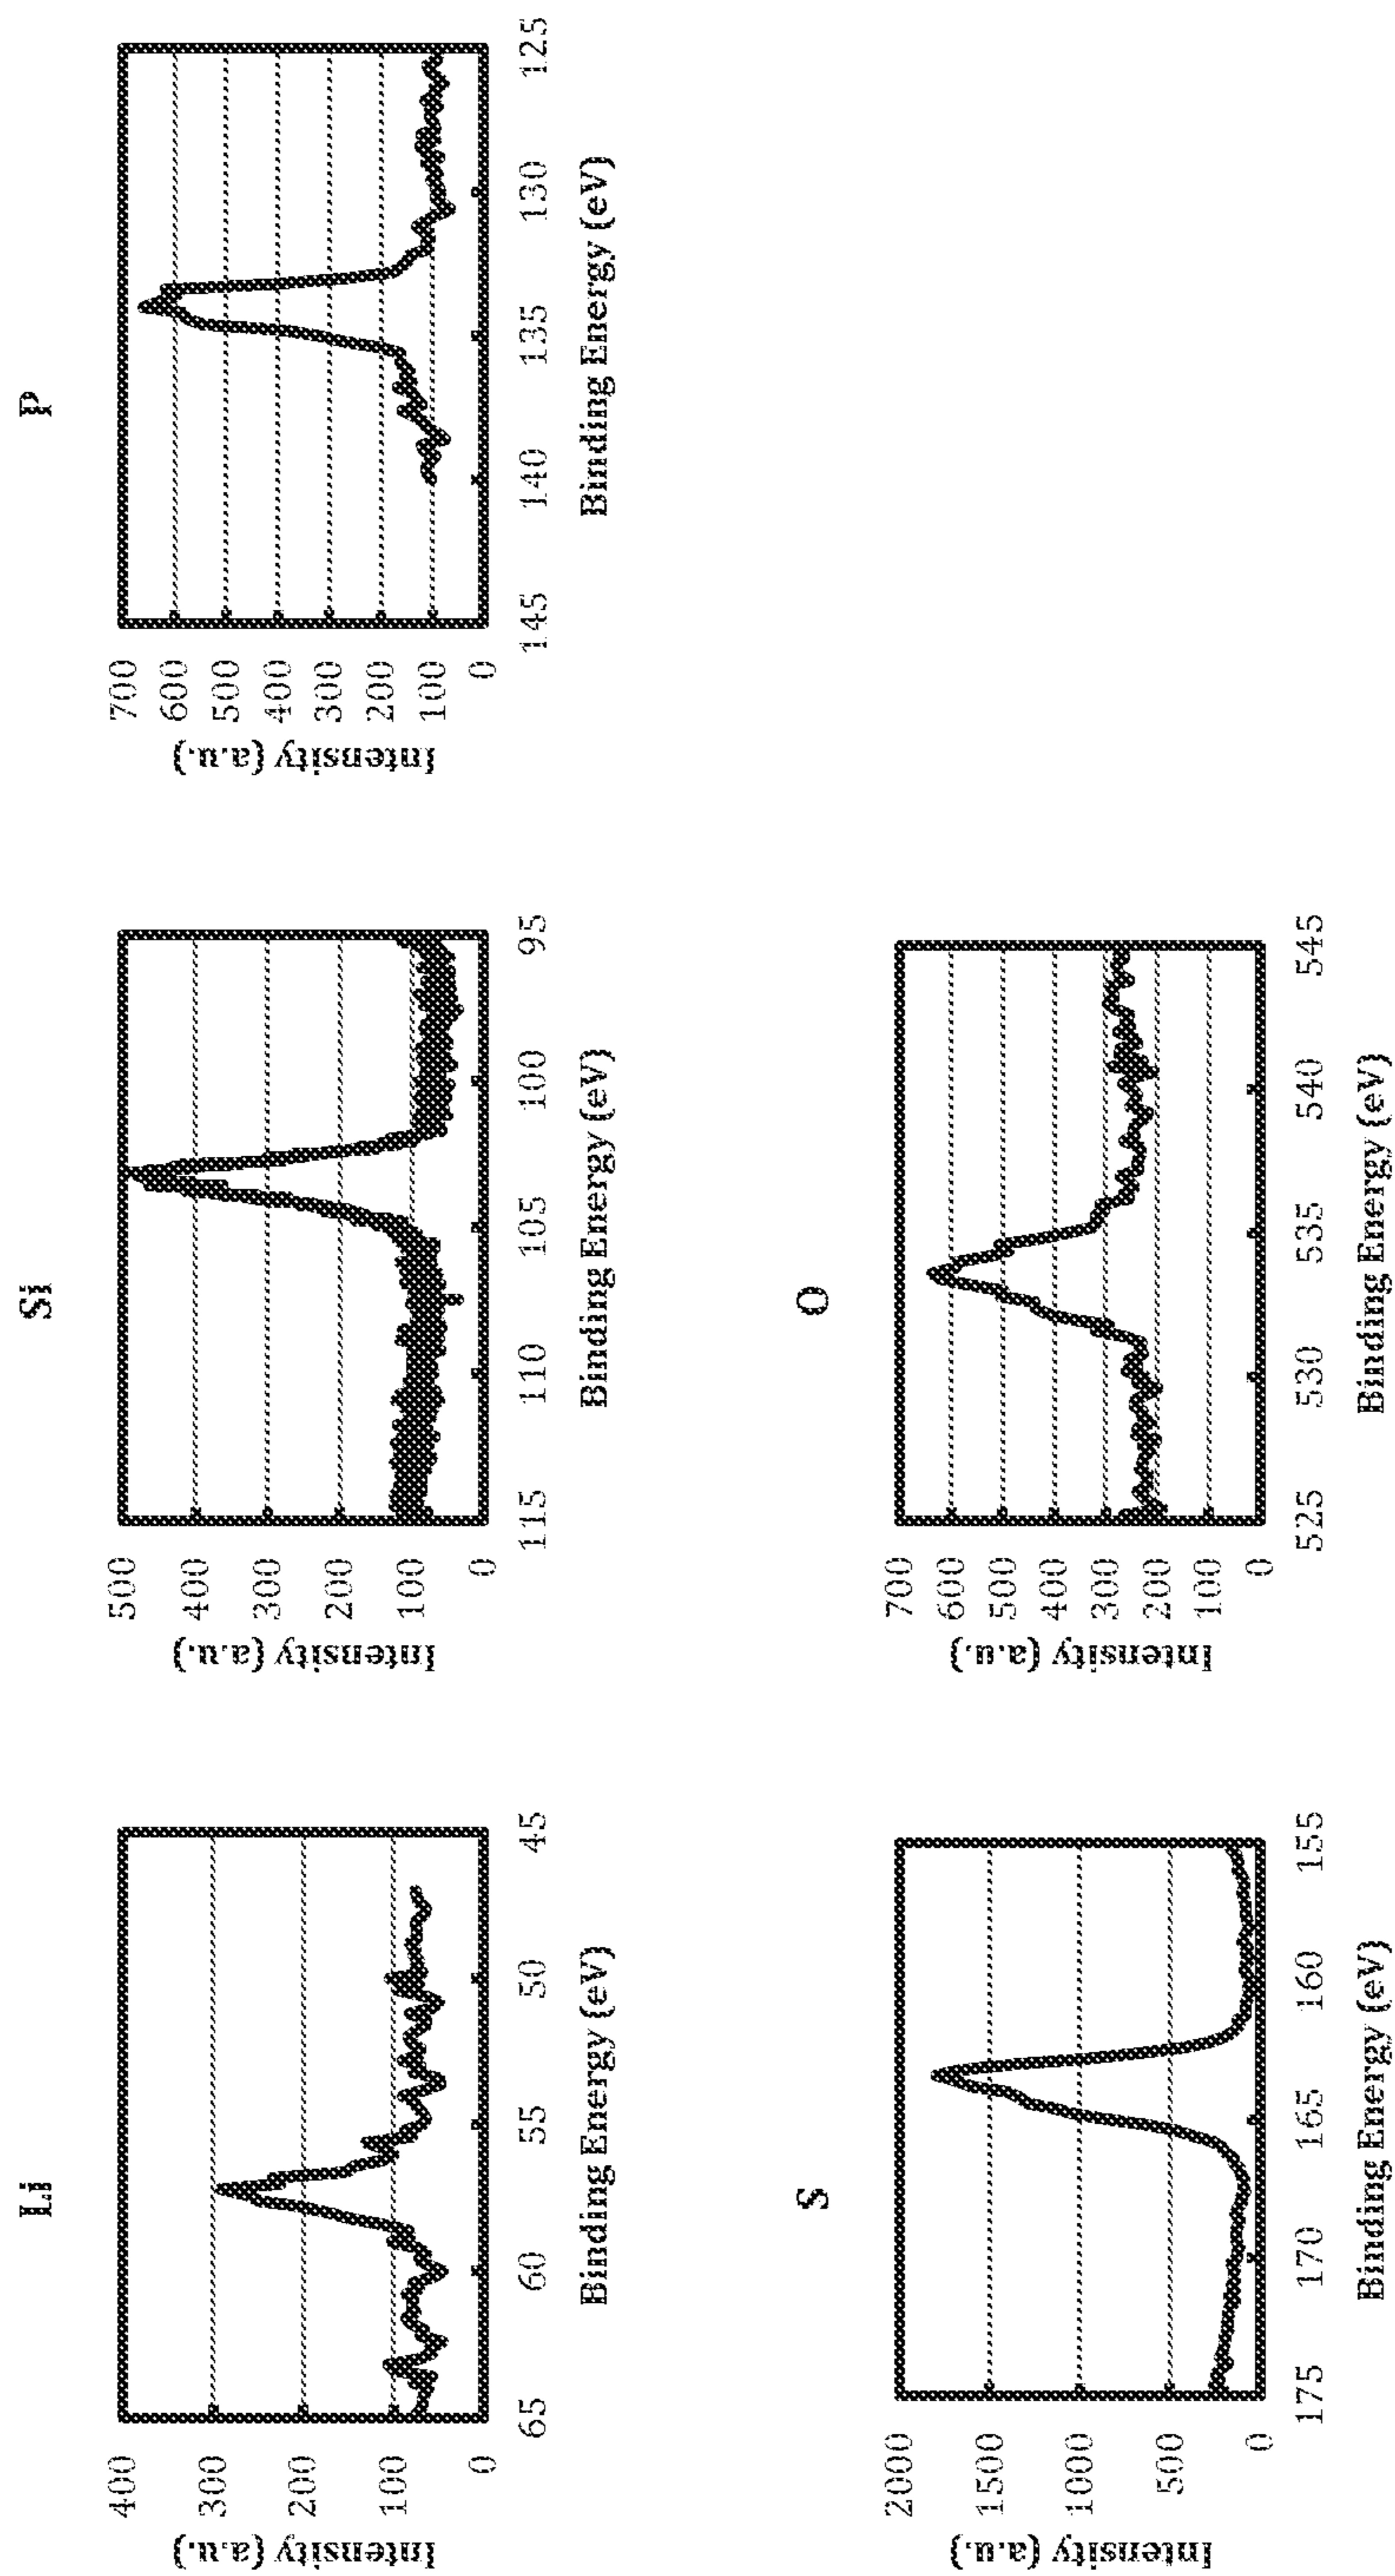 Li
Intensity (a.u.)
400
300
200
100
0
65 60 55 50 45
Binding Energy (eV)
Si
Intensity (a.u.)
500
400
300
200
100
0
115 110 105 100 95
Binding Energy (eV)
P
Intensity (a.u.)
700
600
500
400
300
200
100
0
145 140 135 130 125
Binding Energy (eV)
S
Intensity (a.u.)
2000
1500
1000
500
0
175 170 165 160 155
Binding Energy (eV)
O
Intensity (a.u.)
700
600
500
400
300
200
100
0
525 530 535 540 545
Binding Energy (eV)